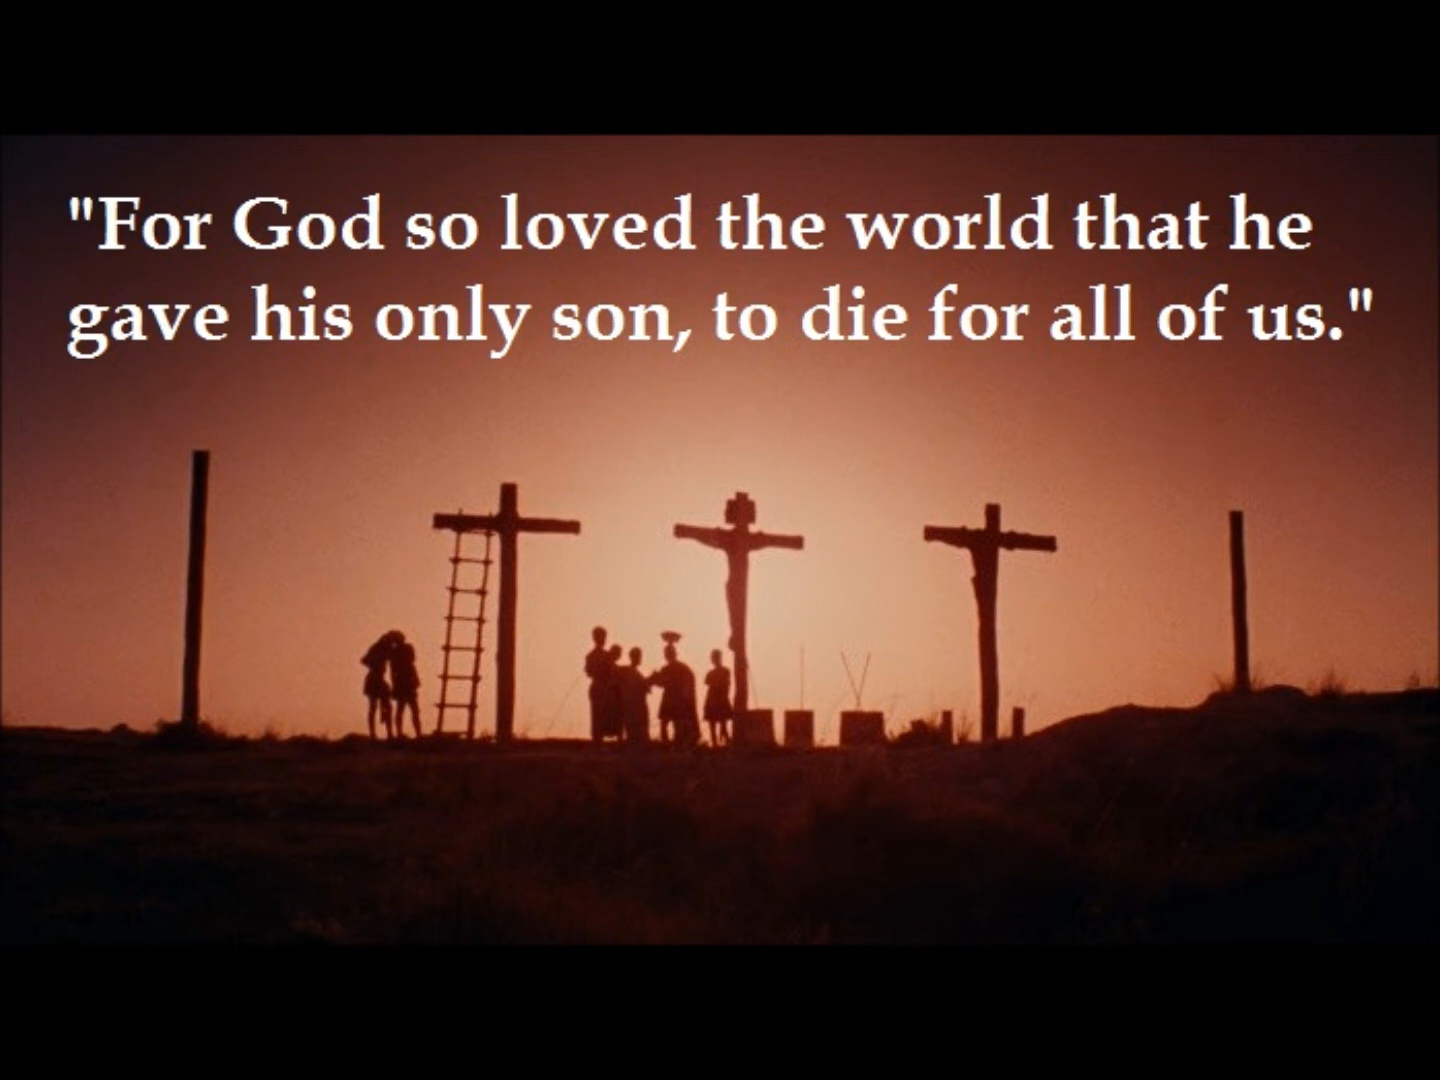 "For God so loved the world that he
gave his only son, to die for all of us."